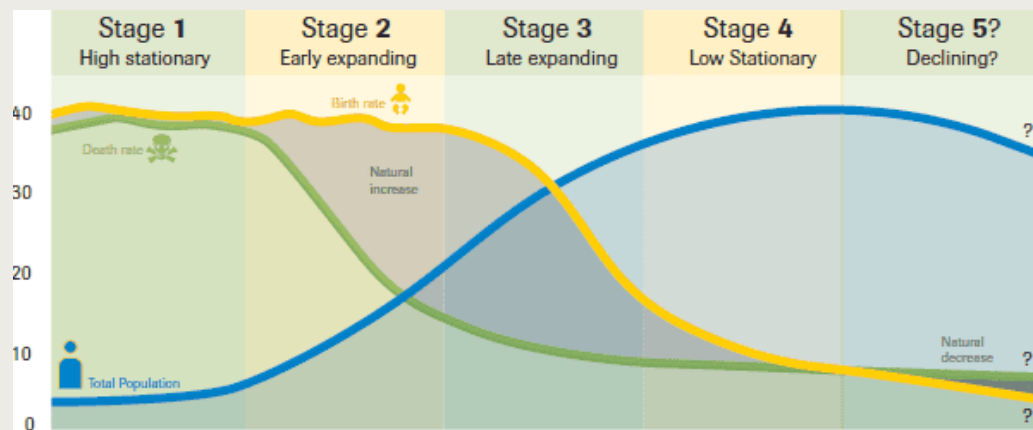 Stage 1
High stationary
Stage 2
Early expanding
Stage 3
Late expanding
Stage 4
Low Stationary
Stage 5?
Declining?
40
30
20
10
0
Birth rate
Death rate
Natural
increase
Total Population
Natural
decrease
?
?
?